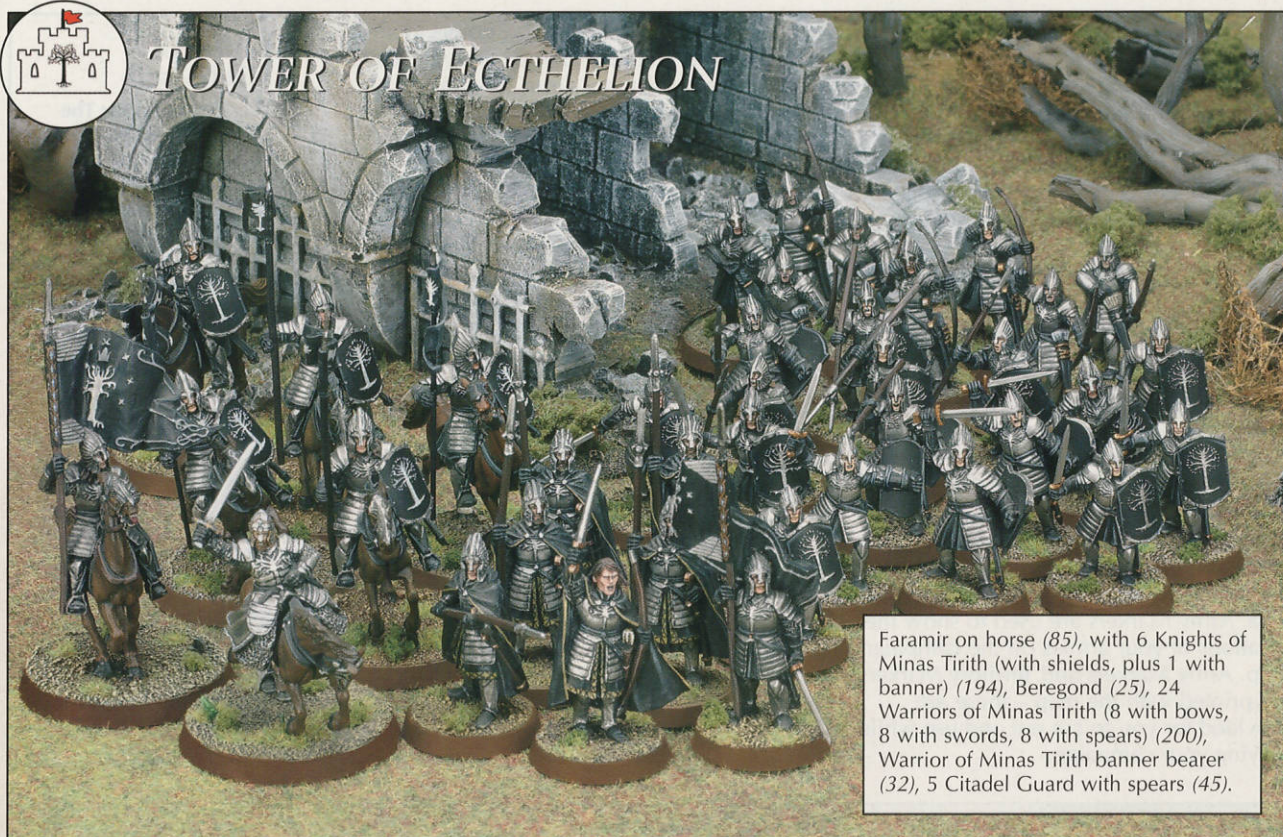 TOWER OF ECTHELION
Faramir on horse (85), with 6 Knights of
Minas Tirith (with shields, plus 1 with
banner) (194), Beregond (25), 24
Warriors of Minas Tirith (8 with bows,
8 with swords, 8 with spears) (200),
Warrior of Minas Tirith banner bearer
(32), 5 Citadel Guard with spears (45).